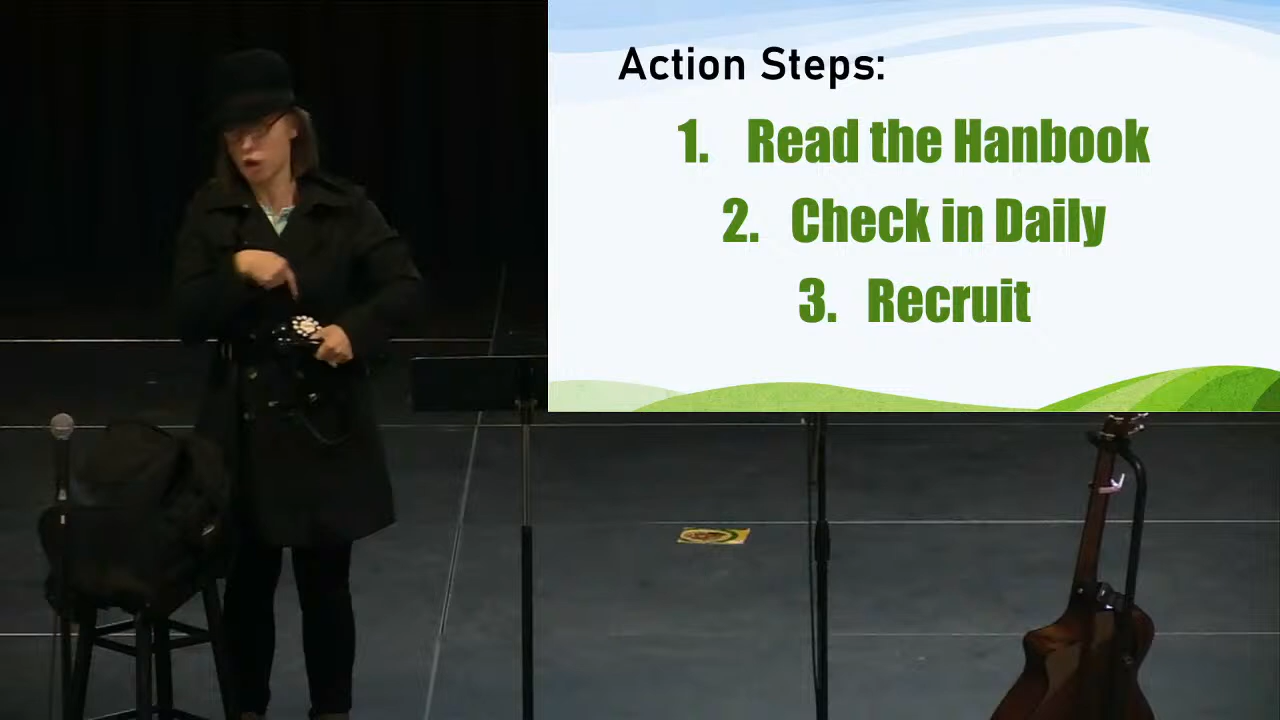 Action Steps:
1. Read the Hanbook
2. Check in Daily
3. Recruit